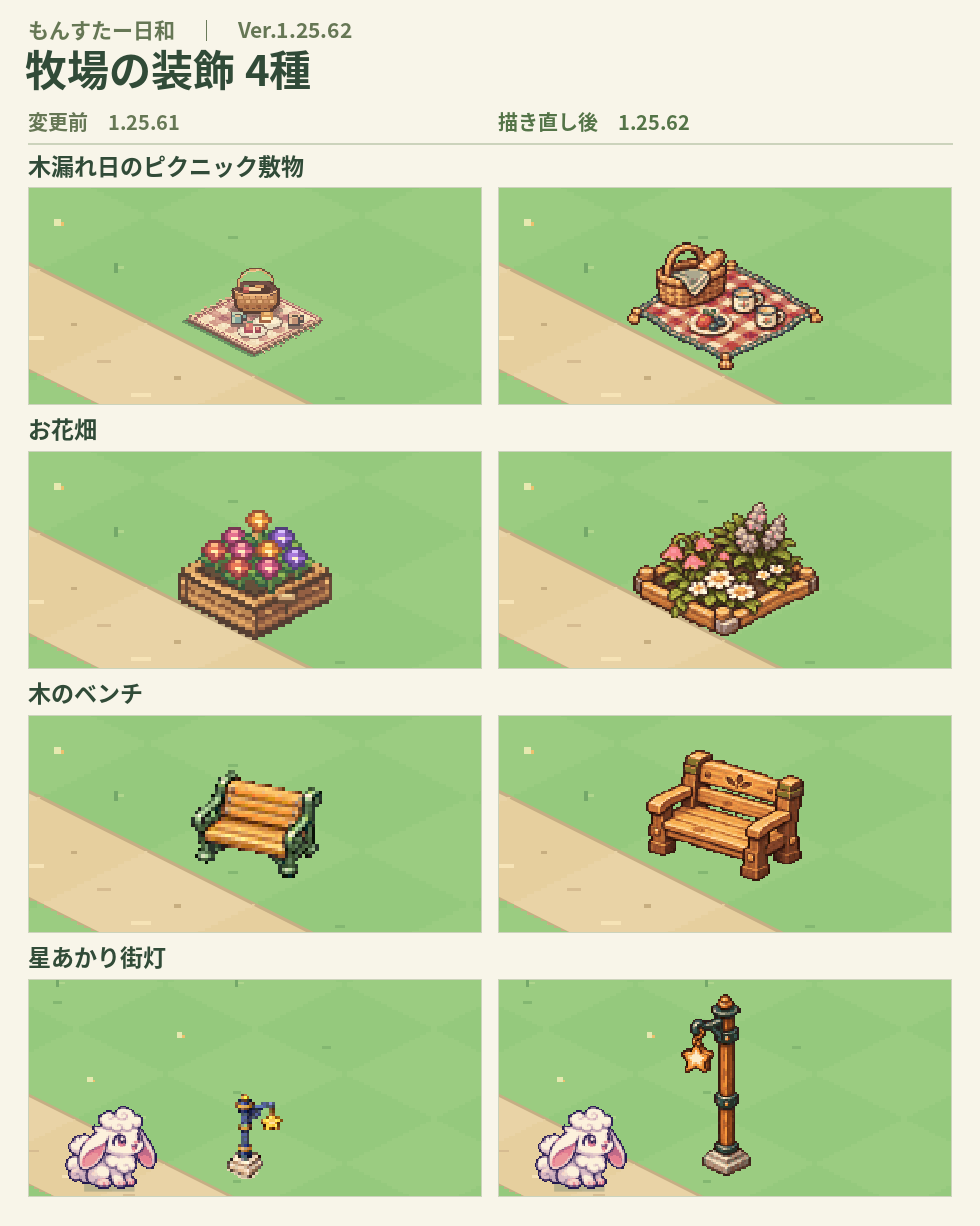 もんすたー日和 ｜ Ver.1.25.62
牧場の装飾 4種
変更前 1.25.61
描き直し後 1.25.62
木漏れ日のピクニック敷物
お花畑
木のベンチ
星あかり街灯